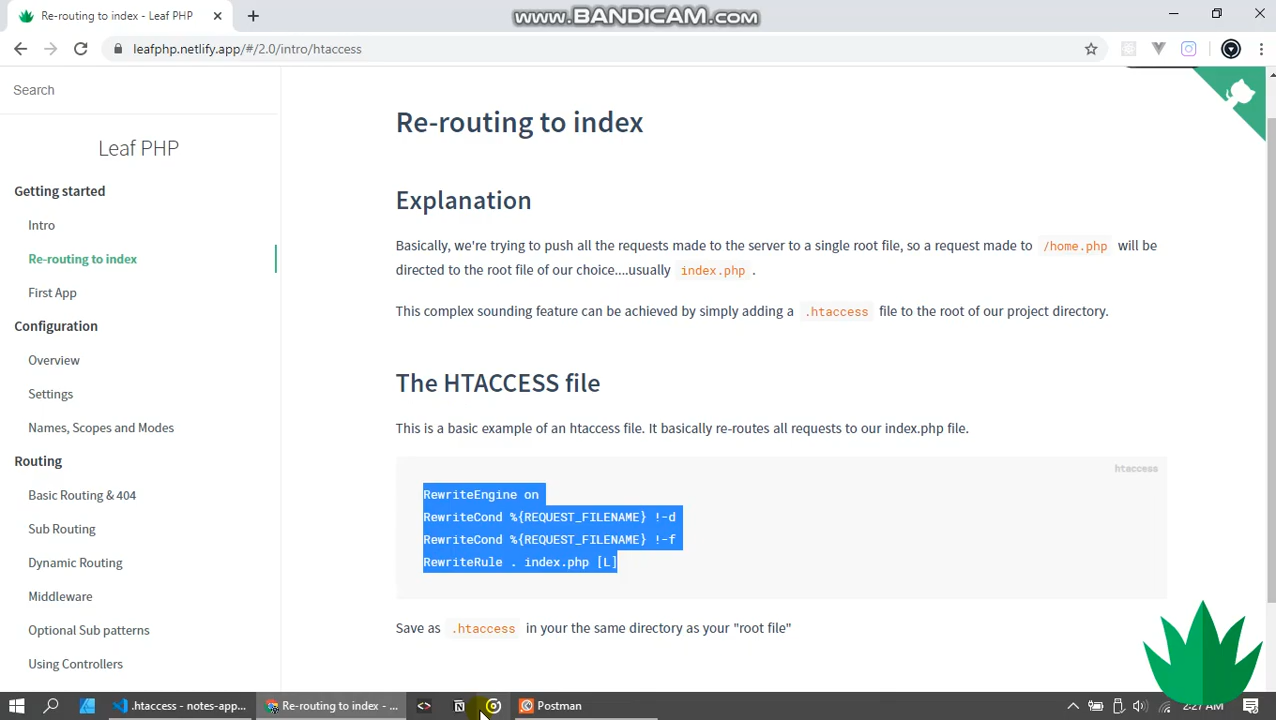 www.BANDICAM.com
Re-routing to index - Leaf PHP
leafphp.netlify.app/#/2.0/intro/htaccess
Search
Leaf PHP
Getting started
Intro
Re-routing to index
First App
Configuration
Overview
Settings
Names, Scopes and Modes
Routing
Basic Routing & 404
Sub Routing
Dynamic Routing
Middleware
Optional Sub patterns
Using Controllers
Re-routing to index
Explanation
Basically, we're trying to push all the requests made to the server to a single root file, so a request made to /home.php will be
directed to the root file of our choice....usually index.php .
This complex sounding feature can be achieved by simply adding a .htaccess file to the root of our project directory.
The HTACCESS file
This is a basic example of an htaccess file. It basically re-routes all requests to our index.php file.
htaccess
RewriteEngine on
RewriteCond %{REQUEST_FILENAME} !-d
RewriteCond %{REQUEST_FILENAME} !-f
RewriteRule . index.php [L]
Save as .htaccess in your the same directory as your "root file"
.htaccess - notes-app...
Re-routing to index - ...
Postman
2:27 AM